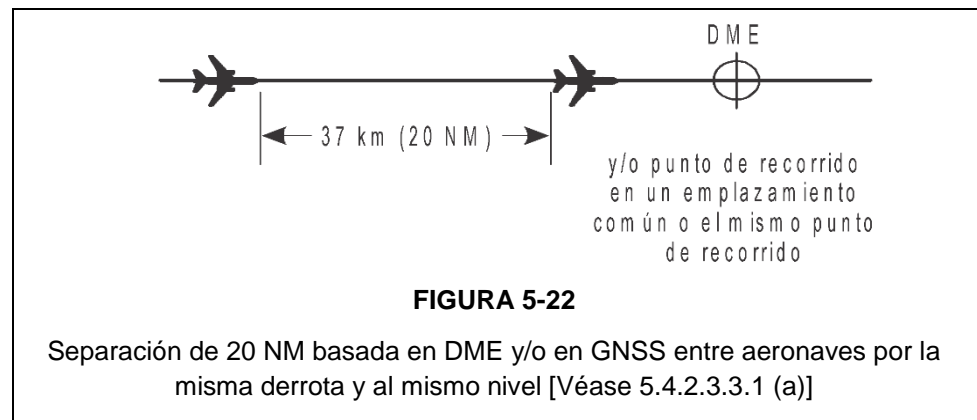 DME
37 km (20 NM)
y/o punto de recorrido
en un emplazamiento
común o el mismo punto
de recorrido
FIGURA 5-22
Separación de 20 NM basada en DME y/o en GNSS entre aeronaves por la
misma derrota y al mismo nivel [Véase 5.4.2.3.3.1 (a)]